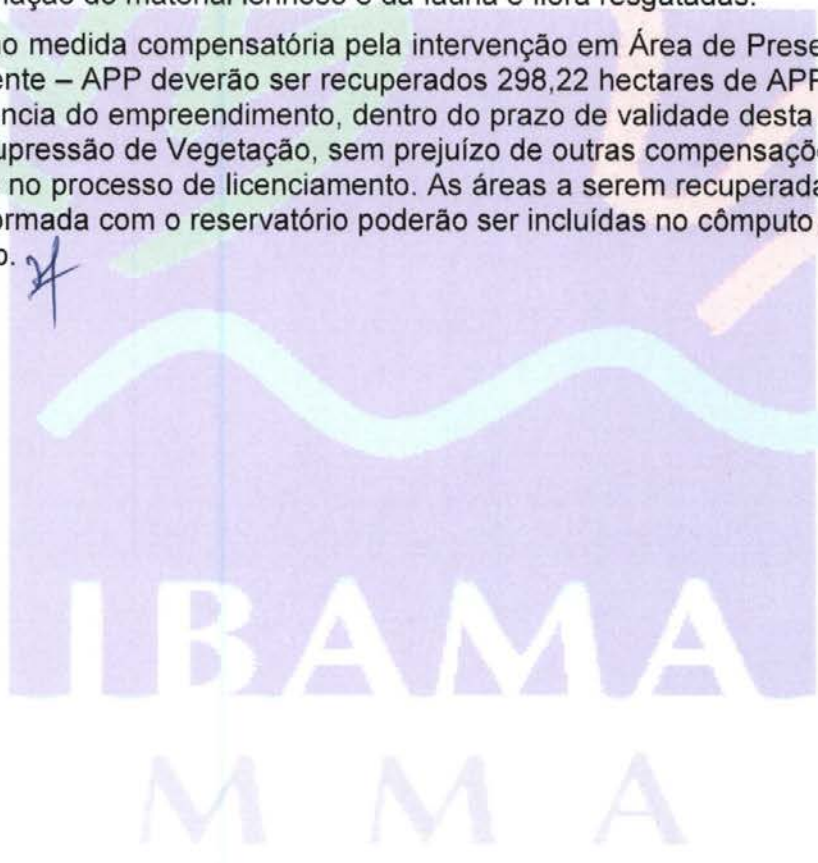 nação do material lenhoso e da fauna e flora resgatadas.
no medida compensatória pela intervenção em Área de Prese
ente – APP deverão ser recuperados 298,22 hectares de APP
ncia do empreendimento, dentro do prazo de validade desta
upressão de Vegetação, sem prejuízo de outras compensaçõ
no processo de licenciamento. As áreas a serem recuperada
ormada com o reservatório poderão ser incluídas no cômputo
o.
IBAMA
M M A